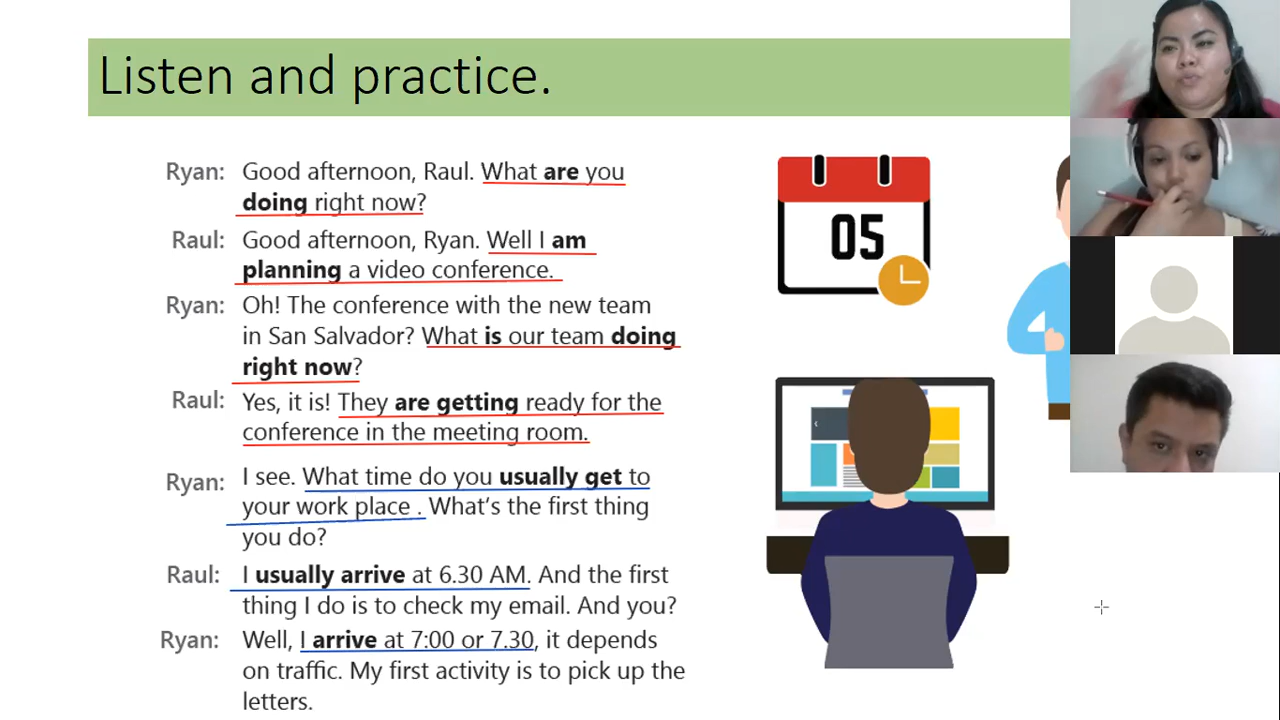 Listen and practice.
Ryan: Good afternoon, Raul. What are you
doing right now?
Raul: Good afternoon, Ryan. Well I am
planning a video conference.
Ryan: Oh! The conference with the new team
in San Salvador? What is our team doing
right now?
Raul: Yes, it is! They are getting ready for the
conference in the meeting room.
Ryan: I see. What time do you usually get to
your work place . What's the first thing
you do?
Raul: I usually arrive at 6.30 AM. And the first
thing I do is to check my email. And you?
Ryan: Well, I arrive at 7:00 or 7.30, it depends
on traffic. My first activity is to pick up the
letters.
05